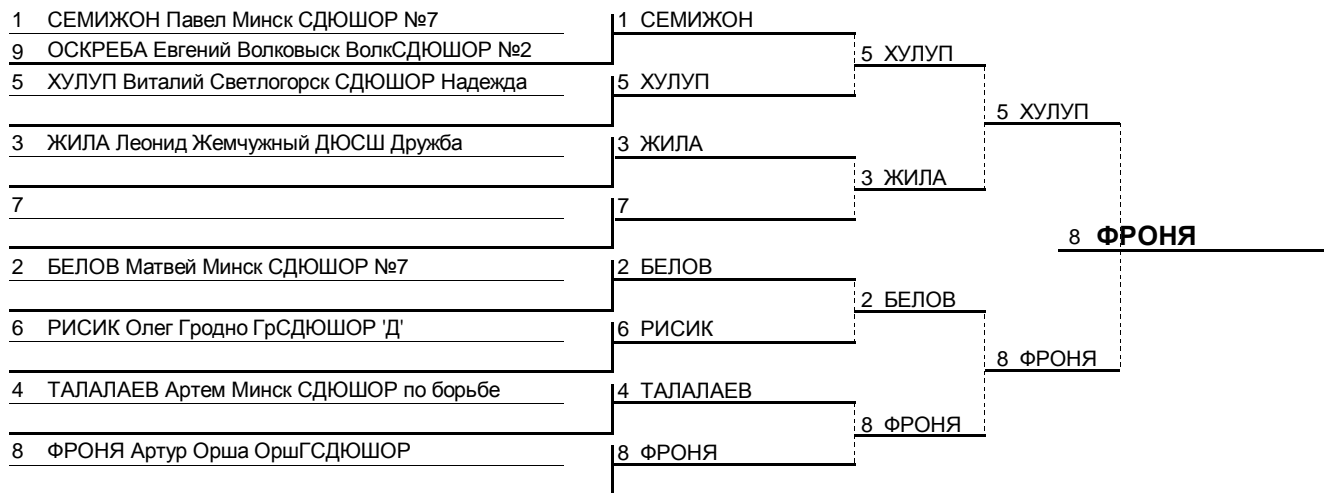 1 СЕМИЖОН Павел Минск СДЮШОР №7
9 ОСКРЕБА Евгений Волковыск ВолкСДЮШОР №2
5 ХУЛУП Виталий Светлогорск СДЮШОР Надежда
3 ЖИЛА Леонид Жемчужный ДЮСШ Дружба
7
2 БЕЛОВ Матвей Минск СДЮШОР №7
6 РИСИК Олег Гродно ГрСДЮШОР 'Д'
4 ТАЛАЛАЕВ Артем Минск СДЮШОР по борьбе
8 ФРОНЯ Артур Орша ОршГСДЮШОР
1 СЕМИЖОН
5 ХУЛУП
3 ЖИЛА
7
2 БЕЛОВ
6 РИСИК
4 ТАЛАЛАЕВ
8 ФРОНЯ
5 ХУЛУП
3 ЖИЛА
2 БЕЛОВ
8 ФРОНЯ
5 ХУЛУП
8 ФРОНЯ
8 ФРОНЯ